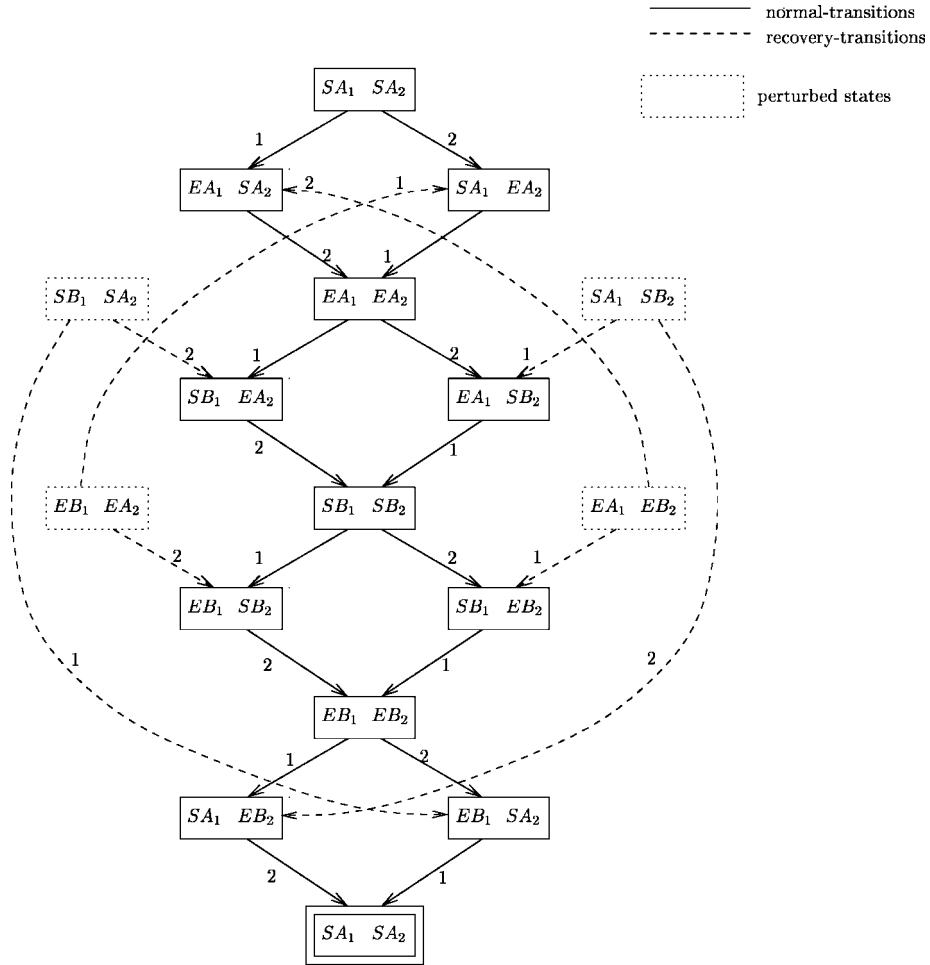 normal-transitions
recovery-transitions
perturbed states
SA₁ SA₂
1 2
EA₁ SA₂ 2 1 SA₁ EA₂
2 1
SB₁ SA₂ EA₁ EA₂ SA₁ SB₂
2 1 2 1
SB₁ EA₂ EA₁ SB₂
2 1
EB₁ EA₂ SB₁ SB₂ EA₁ EB₂
2 1 2 1
EB₁ SB₂ SB₁ EB₂
1 2 1 2
EB₁ EB₂
1 2
SA₁ EB₂ EB₁ SA₂
2 1
SA₁ SA₂